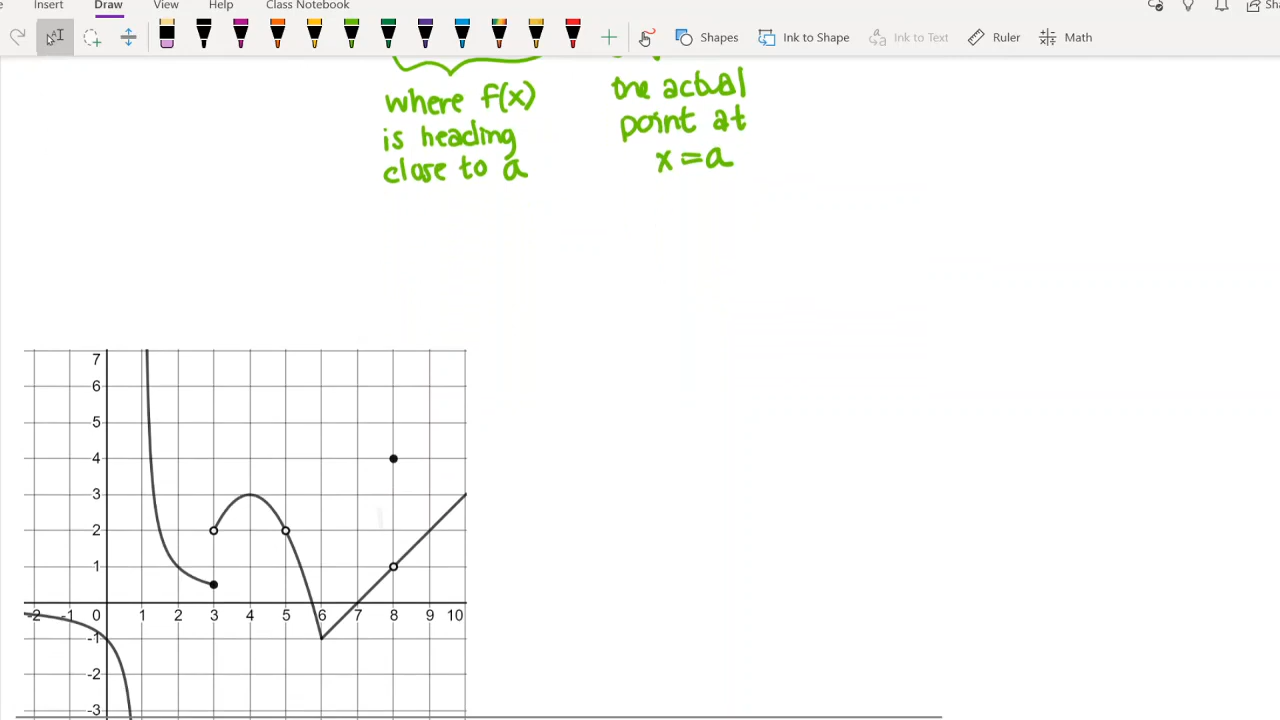 Insert Draw View Help Class Notebook
Shapes Ink to Shape Ink to Text Ruler Math
where f(x) the actual
is heading point at
close to a x = a
7
6
5
4
3
2
1
-2 -1 0 1 2 3 4 5 6 7 8 9 10
-1
-2
-3